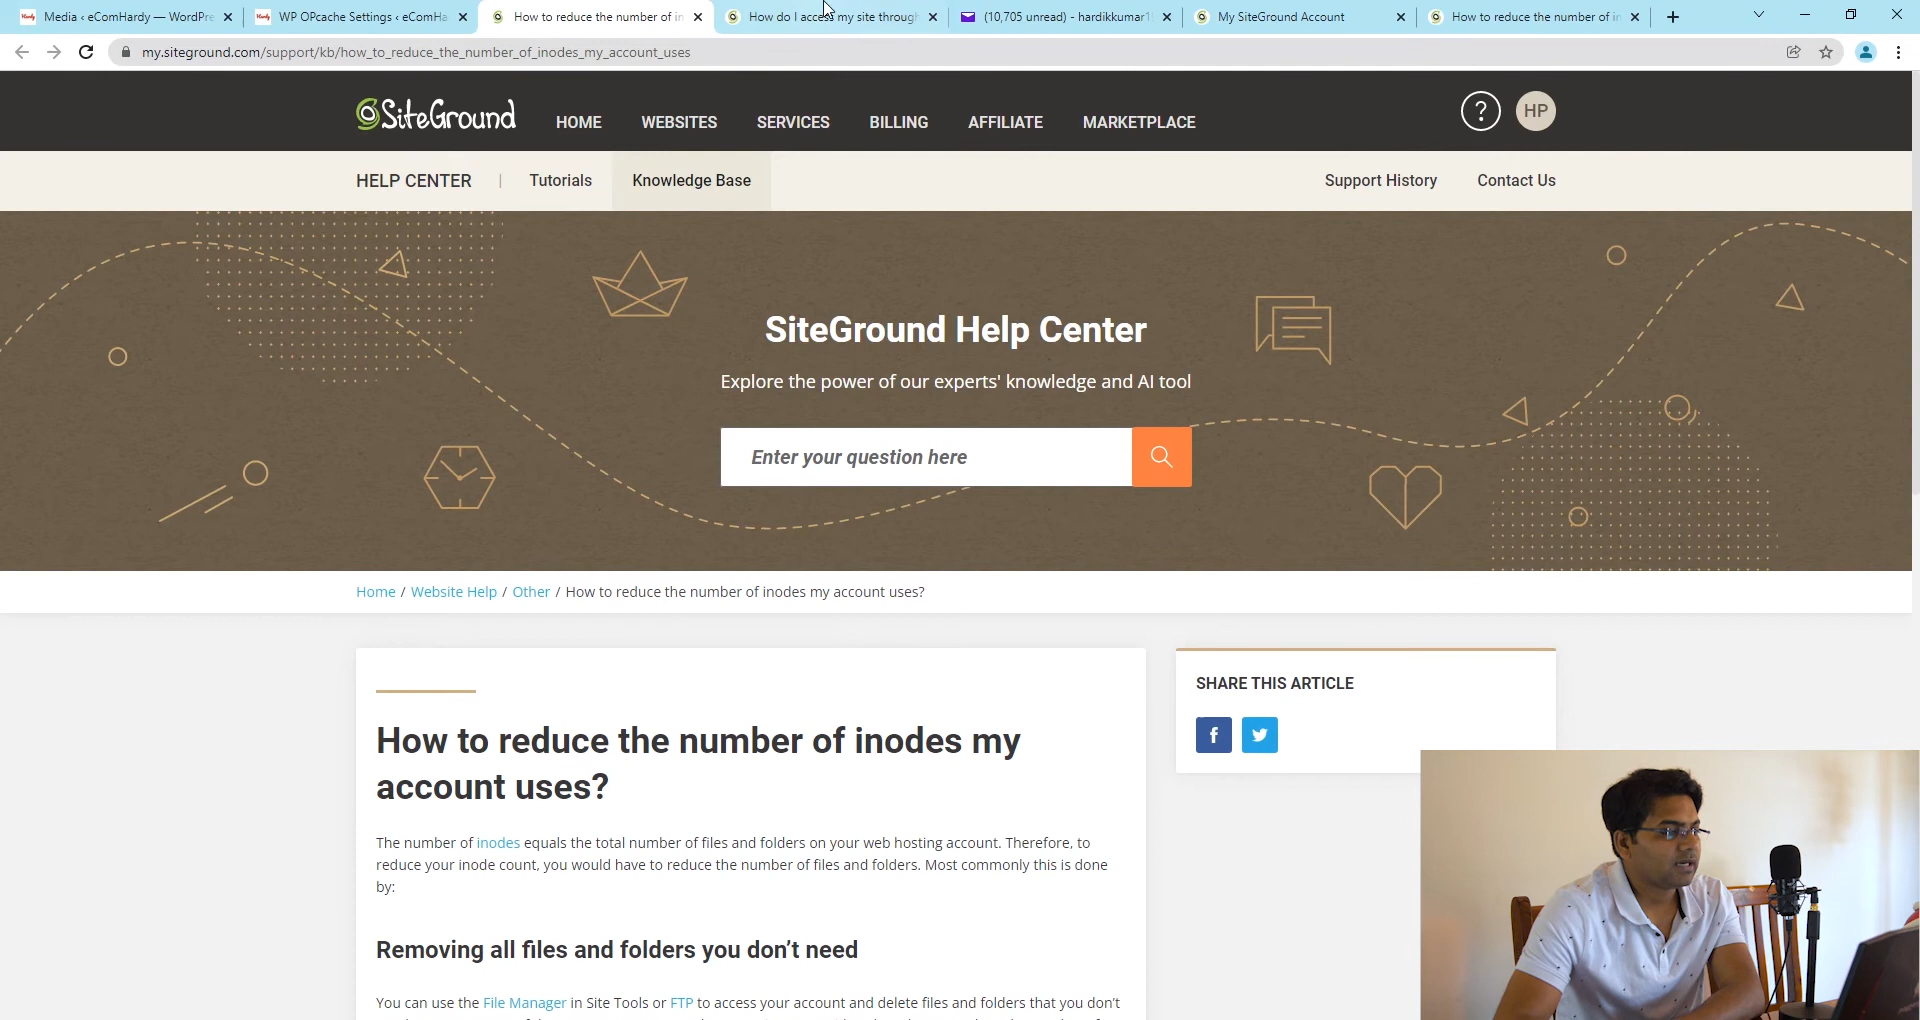 Media ‹ eComHardy — WordPre
WP OPcache Settings ‹ eComHa
How to reduce the number of in
How do I access my site through
(10,705 unread) - hardikkumar1
My SiteGround Account
How to reduce the number of in
my.siteground.com/support/kb/how_to_reduce_the_number_of_inodes_my_account_uses
SiteGround
HOME WEBSITES SERVICES BILLING AFFILIATE MARKETPLACE
? HP
HELP CENTER | Tutorials Knowledge Base Support History Contact Us
SiteGround Help Center
Explore the power of our experts' knowledge and AI tool
Enter your question here
Home / Website Help / Other / How to reduce the number of inodes my account uses?
SHARE THIS ARTICLE
How to reduce the number of inodes my
account uses?
The number of inodes equals the total number of files and folders on your web hosting account. Therefore, to
reduce your inode count, you would have to reduce the number of files and folders. Most commonly this is done
by:
Removing all files and folders you don’t need
You can use the File Manager in Site Tools or FTP to access your account and delete files and folders that you don't